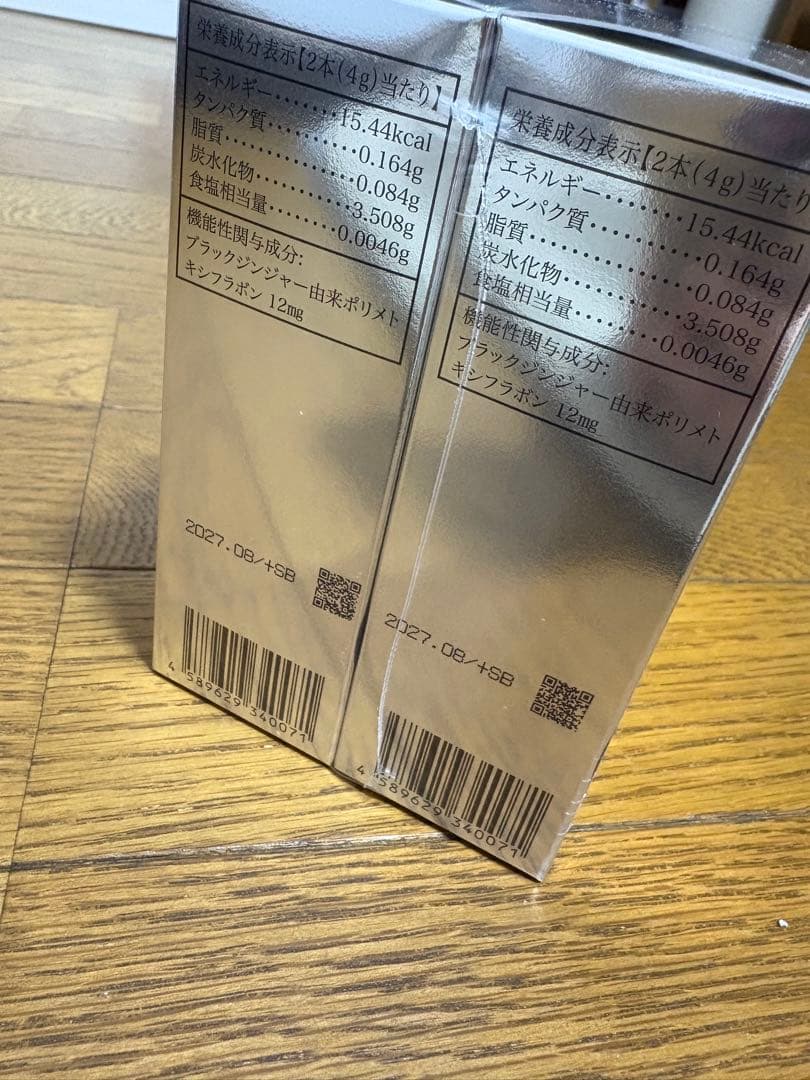 栄養成分表示【2本(4g)当たり】
エネルギー········15.44kcal
タンパク質··········0.164g
脂質················0.084g
炭水化物··········3.508g
食塩相当量········0.0046g
機能性関与成分:
ブラックジンジャー由来ポリメト
キシフラボン 12mg
2027.08/+SB
4 589629 340071
栄養成分表示【2本(4g)当たり
エネルギー········15.44kcal
タンパク質··········0.164g
脂質················0.084g
炭水化物··········3.508g
食塩相当量········0.0046g
機能性関与成分:
ブラックジンジャー由来ポリメト
キシフラボン 12mg
2027.08/+SB
4 589629 340071